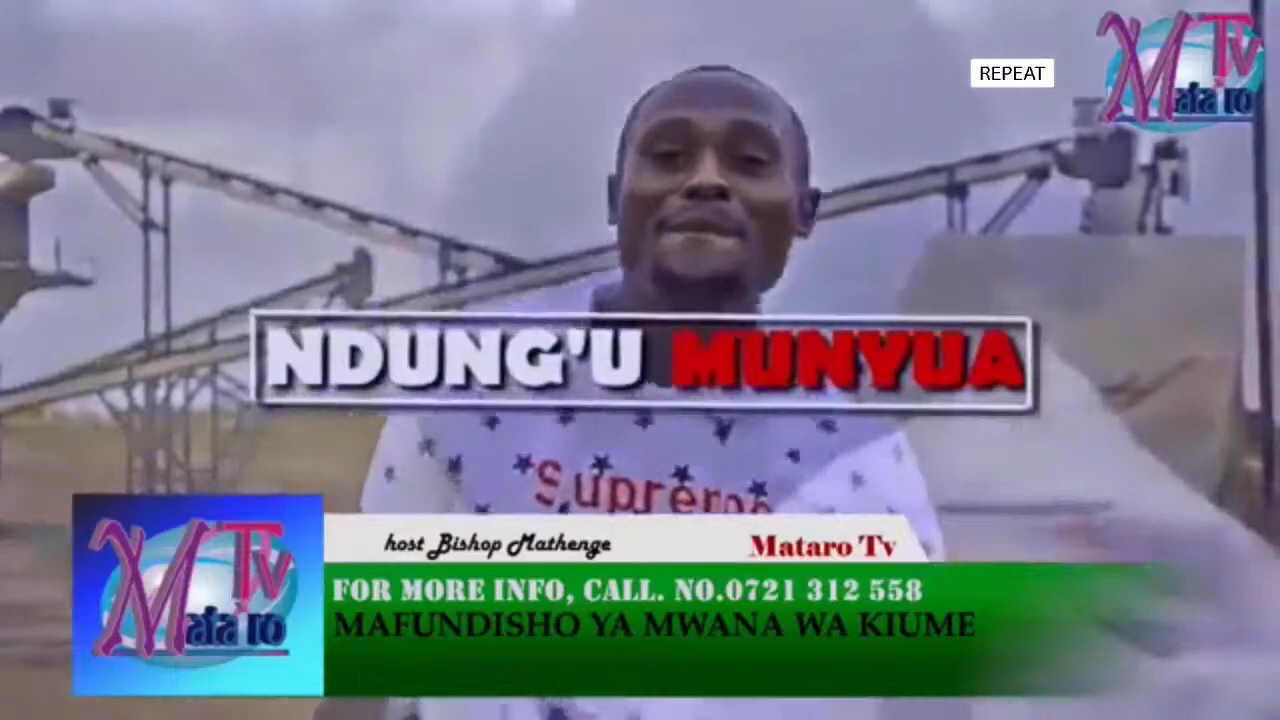 REPEAT
Mataro Tv
NDUNG'U MUNYUA
Supreme
host Bishop Mathenge
Mataro Tv
Mataro Tv
FOR MORE INFO, CALL. NO.0721 312 558
MAFUNDISHO YA MWANA WA KIUME